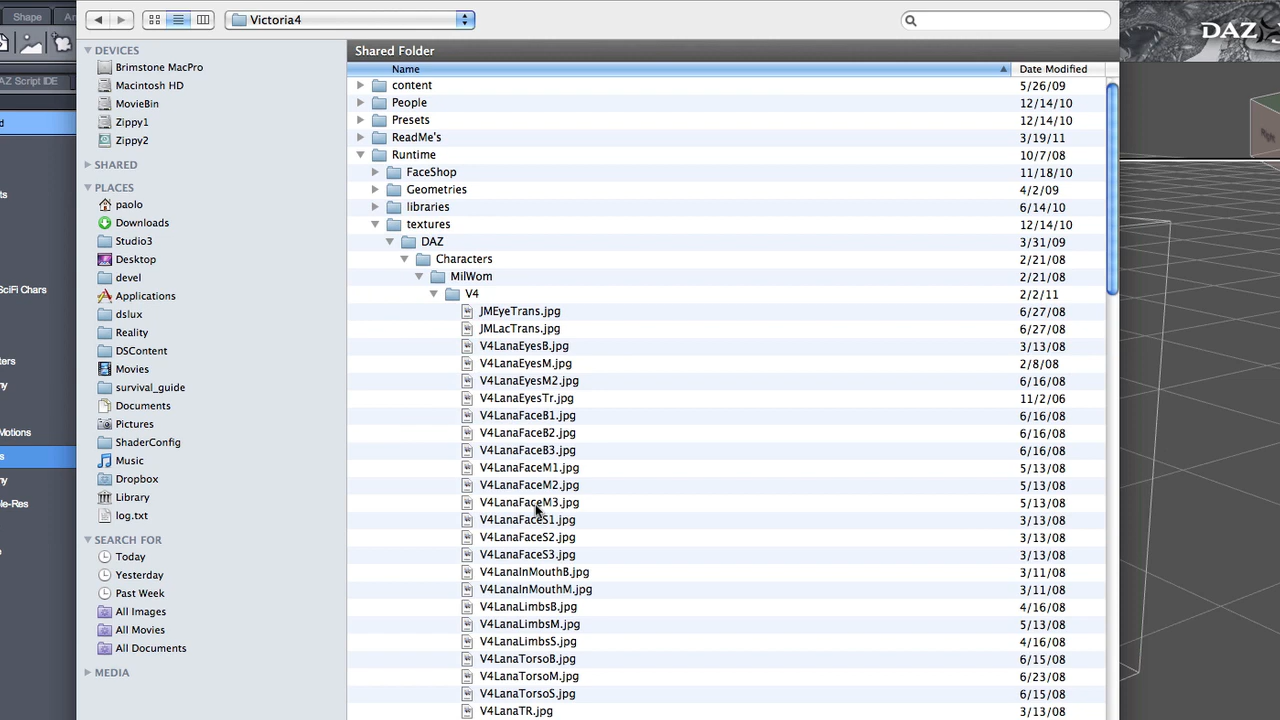 Shape
Victoria4
DAZ
AZ Script IDE
DEVICES
Brimstone MacPro
Macintosh HD
MovieBin
Zippy1
Zippy2
SHARED
PLACES
paolo
Downloads
Studio3
Desktop
devel
Applications
dslux
Reality
DSContent
Movies
survival_guide
Documents
Pictures
ShaderConfig
Music
Dropbox
Library
log.txt
SEARCH FOR
Today
Yesterday
Past Week
All Images
All Movies
All Documents
MEDIA
SciFi Chars
Motions
Shared Folder
Name Date Modified
content 5/26/09
People 12/14/10
Presets 12/14/10
ReadMe's 3/19/11
Runtime 10/7/08
FaceShop 11/18/10
Geometries 4/2/09
libraries 6/14/10
textures 12/14/10
DAZ 3/31/09
Characters 2/21/08
MilWom 2/21/08
V4 2/2/11
JMEyeTrans.jpg 6/27/08
JMLacTrans.jpg 6/27/08
V4LanaEyesB.jpg 3/13/08
V4LanaEyesM.jpg 2/8/08
V4LanaEyesM2.jpg 6/16/08
V4LanaEyesTr.jpg 11/2/06
V4LanaFaceB1.jpg 6/16/08
V4LanaFaceB2.jpg 6/16/08
V4LanaFaceB3.jpg 6/16/08
V4LanaFaceM1.jpg 5/13/08
V4LanaFaceM2.jpg 5/13/08
V4LanaFaceM3.jpg 5/13/08
V4LanaFaceS1.jpg 3/13/08
V4LanaFaceS2.jpg 3/13/08
V4LanaFaceS3.jpg 3/13/08
V4LanaInMouthB.jpg 3/11/08
V4LanaInMouthM.jpg 3/11/08
V4LanaLimbsB.jpg 4/16/08
V4LanaLimbsM.jpg 5/13/08
V4LanaLimbsS.jpg 4/16/08
V4LanaTorsoB.jpg 6/15/08
V4LanaTorsoM.jpg 6/23/08
V4LanaTorsoS.jpg 6/15/08
V4LanaTR.jpg 3/13/08